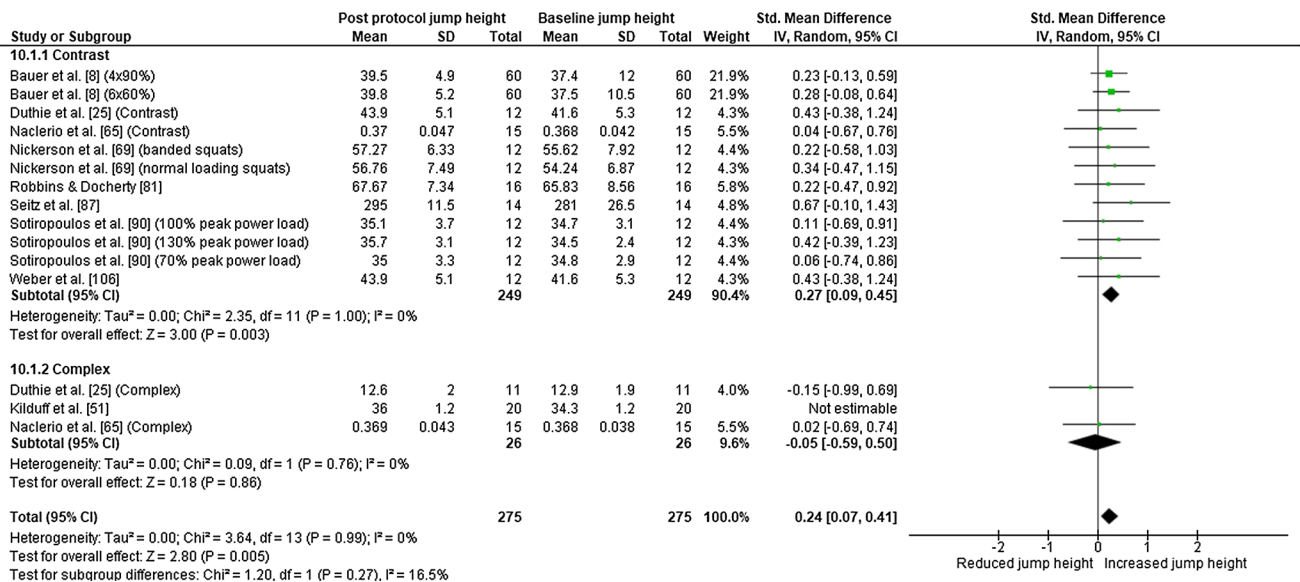 Post protocol jump height Baseline jump height Std. Mean Difference Std. Mean Difference
Study or Subgroup Mean SD Total Mean SD Total Weight IV, Random, 95% CI IV, Random, 95% CI
10.1.1 Contrast
Bauer et al. [8] (4x90%) 39.5 4.9 60 37.4 12 60 21.9% 0.23 [-0.13, 0.59]
Bauer et al. [8] (6x60%) 39.8 5.2 60 37.5 10.5 60 21.9% 0.28 [-0.08, 0.64]
Duthie et al. [25] (Contrast) 43.9 5.1 12 41.6 5.3 12 4.3% 0.43 [-0.38, 1.24]
Naclerio et al. [65] (Contrast) 0.37 0.047 15 0.368 0.042 15 5.5% 0.04 [-0.67, 0.76]
Nickerson et al. [69] (banded squats) 57.27 6.33 12 55.62 7.92 12 4.4% 0.22 [-0.58, 1.03]
Nickerson et al. [69] (normal loading squats) 56.76 7.49 12 54.24 6.87 12 4.3% 0.34 [-0.47, 1.15]
Robbins & Docherty [81] 67.67 7.34 16 65.83 8.56 16 5.8% 0.22 [-0.47, 0.92]
Seitz et al. [87] 295 11.5 14 281 26.5 14 4.8% 0.67 [-0.10, 1.43]
Sotiropoulos et al. [90] (100% peak power load) 35.1 3.7 12 34.7 3.1 12 4.4% 0.11 [-0.69, 0.91]
Sotiropoulos et al. [90] (130% peak power load) 35.7 3.1 12 34.5 2.4 12 4.3% 0.42 [-0.39, 1.23]
Sotiropoulos et al. [90] (70% peak power load) 35 3.3 12 34.8 2.9 12 4.4% 0.06 [-0.74, 0.86]
Weber et al. [106] 43.9 5.1 12 41.6 5.3 12 4.3% 0.43 [-0.38, 1.24]
Subtotal (95% CI) 249 249 90.4% 0.27 [0.09, 0.45]
Heterogeneity: Tau² = 0.00; Chi² = 2.35, df = 11 (P = 1.00); I² = 0%
Test for overall effect: Z = 3.00 (P = 0.003)
10.1.2 Complex
Duthie et al. [25] (Complex) 12.6 2 11 12.9 1.9 11 4.0% -0.15 [-0.99, 0.69]
Kilduff et al. [51] 36 1.2 20 34.3 1.2 20 Not estimable
Naclerio et al. [65] (Complex) 0.369 0.043 15 0.368 0.038 15 5.5% 0.02 [-0.69, 0.74]
Subtotal (95% CI) 26 26 9.6% -0.05 [-0.59, 0.50]
Heterogeneity: Tau² = 0.00; Chi² = 0.09, df = 1 (P = 0.76); I² = 0%
Test for overall effect: Z = 0.18 (P = 0.86)
Total (95% CI) 275 275 100.0% 0.24 [0.07, 0.41]
Heterogeneity: Tau² = 0.00; Chi² = 3.64, df = 13 (P = 0.99); I² = 0%
Test for overall effect: Z = 2.80 (P = 0.005)
Test for subgroup differences: Chi² = 1.20, df = 1 (P = 0.27), I² = 16.5%
-2 -1 0 1 2
Reduced jump height Increased jump height